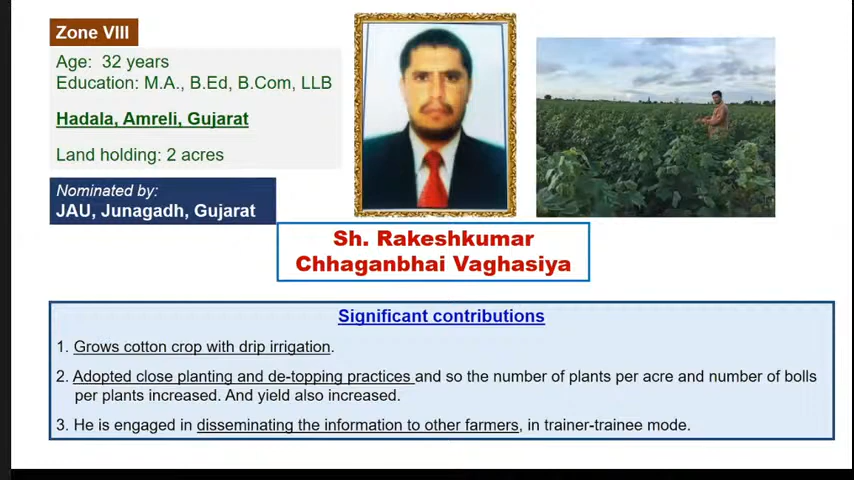 Zone VIII
Age: 32 years
Education: M.A., B.Ed, B.Com, LLB
Hadala, Amreli, Gujarat
Land holding: 2 acres
Nominated by:
JAU, Junagadh, Gujarat
Sh. Rakeshkumar
Chhaganbhai Vaghasiya
Significant contributions
1. Grows cotton crop with drip irrigation.
2. Adopted close planting and de-topping practices and so the number of plants per acre and number of bolls
per plants increased. And yield also increased.
3. He is engaged in disseminating the information to other farmers, in trainer-trainee mode.